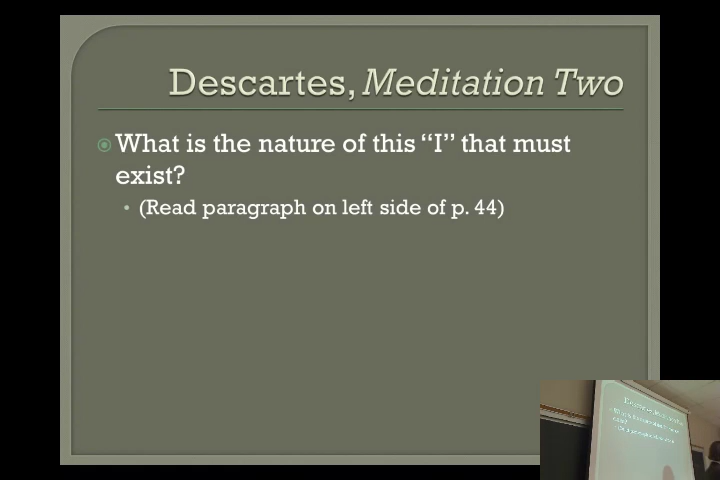 Descartes, Meditation Two
What is the nature of this “I” that must
exist?
(Read paragraph on left side of p. 44)